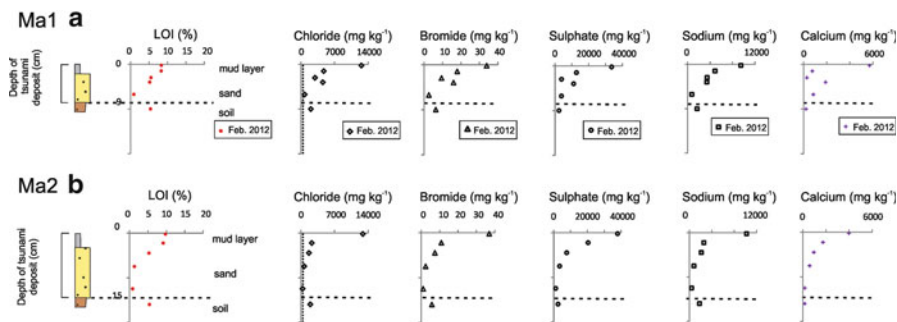 Ma1 a
LOI (%)
0 5 10 15 20
Chloride (mg kg⁻¹)
0 7000 14000
Bromide (mg kg⁻¹)
0 10 20 30 40
Sulphate (mg kg⁻¹)
0 20000 40000
Sodium (mg kg⁻¹)
0 12000
Calcium (mg kg⁻¹)
0 6000
Depth of tsunami
deposit (cm)
0
mud layer
sand
soil
Feb. 2012
Feb. 2012
Feb. 2012
Feb. 2012
Feb. 2012
Feb. 2012
Ma2 b
LOI (%)
0 5 10 15 20
Chloride (mg kg⁻¹)
0 7000 14000
Bromide (mg kg⁻¹)
0 10 20 30 40
Sulphate (mg kg⁻¹)
0 20000 40000
Sodium (mg kg⁻¹)
0 12000
Calcium (mg kg⁻¹)
0 6000
Depth of tsunami
deposit (cm)
0
mud layer
sand
15
soil